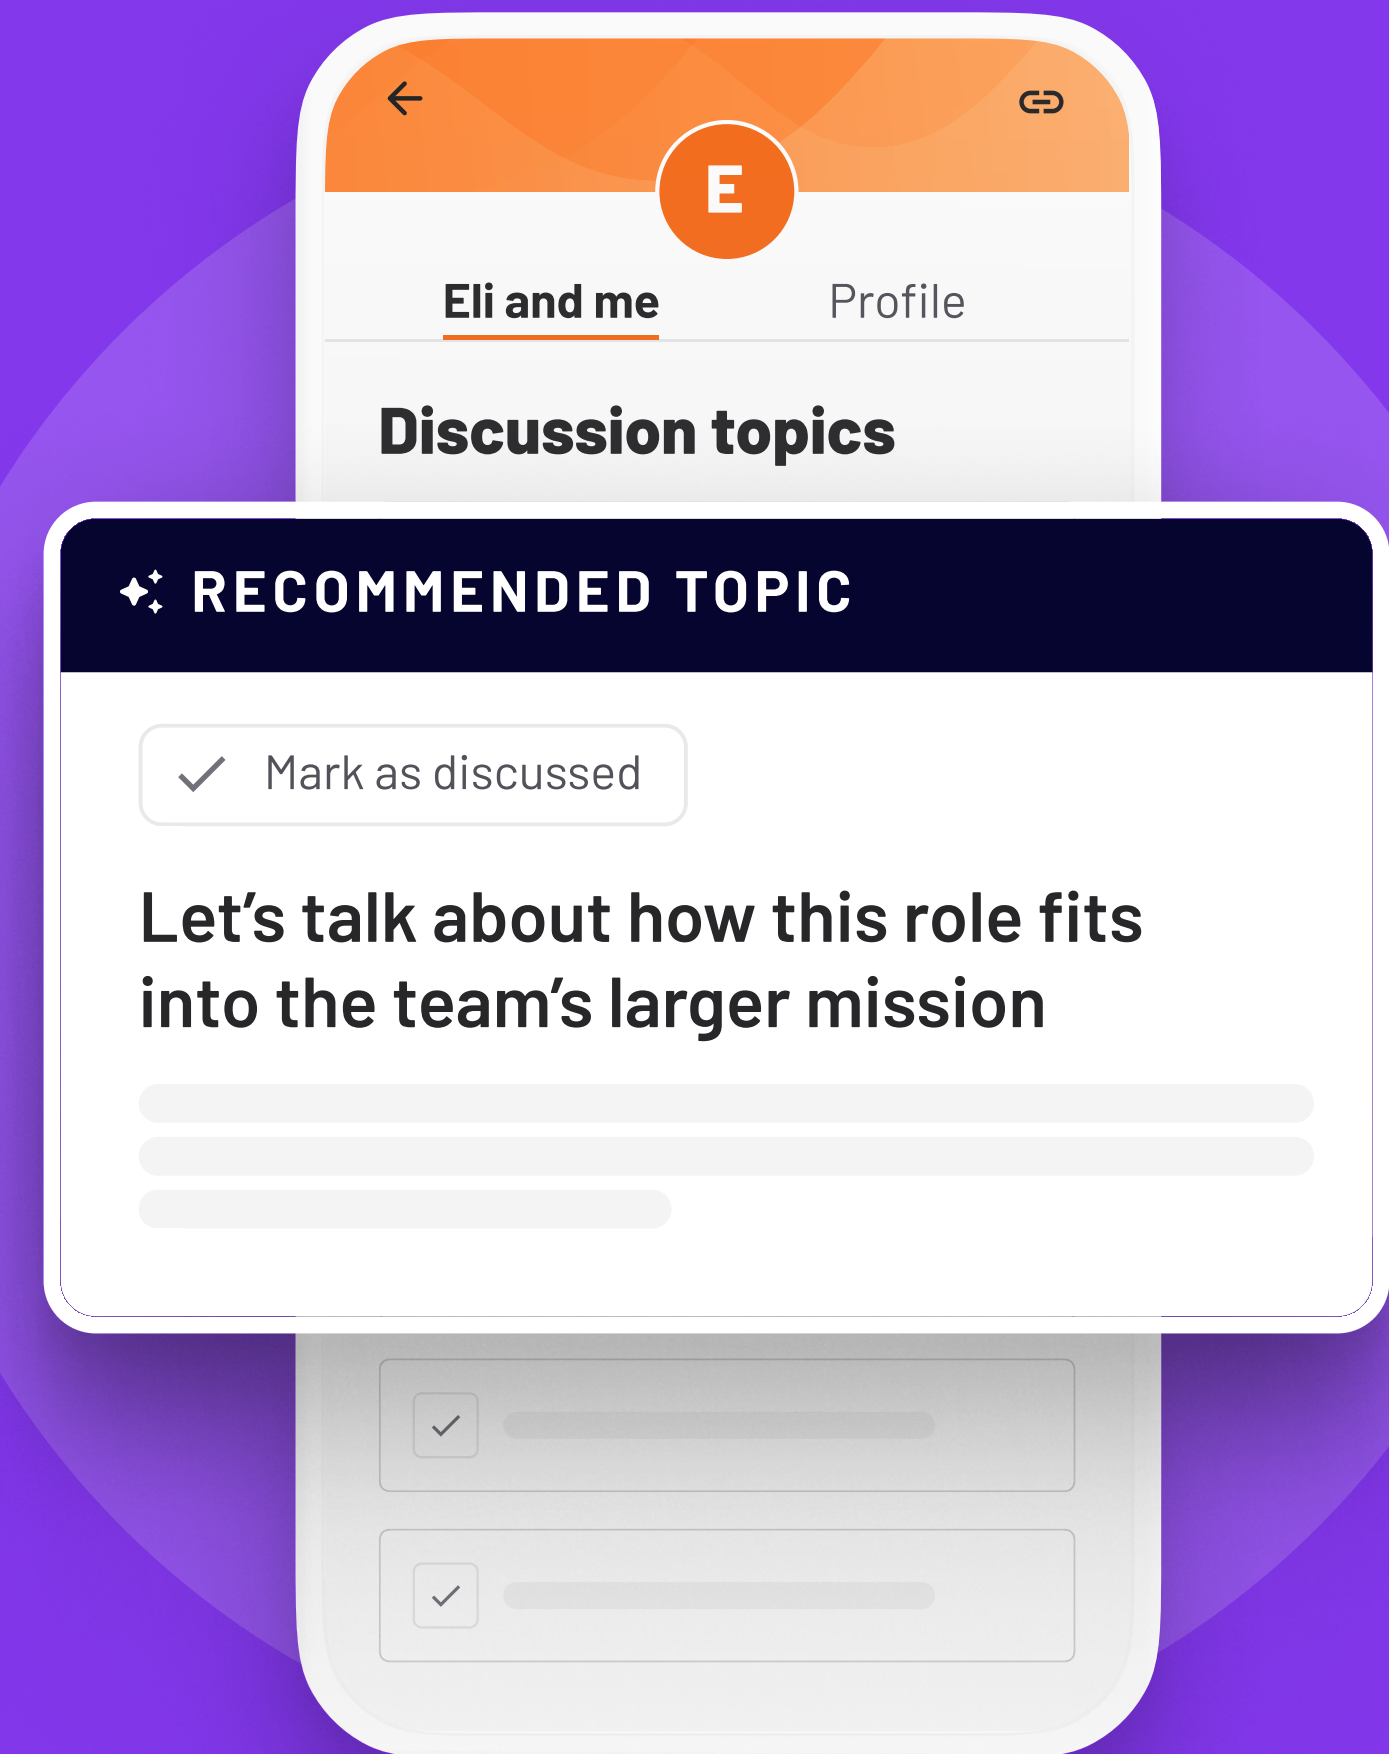 E
Eli and me
Profile
Discussion topics
RECOMMENDED TOPIC
Mark as discussed
Let’s talk about how this role fits
into the team’s larger mission